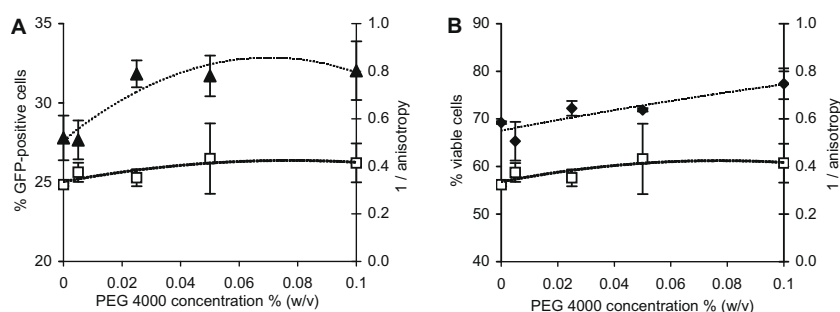 A
% GFP-positive cells
35
30
25
20
1.0
0.8
0.6
0.4
0.2
0.0
1 / anisotropy
0 0.02 0.04 0.06 0.08 0.1
PEG 4000 concentration % (w/v)
B
% viable cells
90
80
70
60
50
40
1.0
0.8
0.6
0.4
0.2
0.0
1 / anisotropy
0 0.02 0.04 0.06 0.08 0.1
PEG 4000 concentration % (w/v)